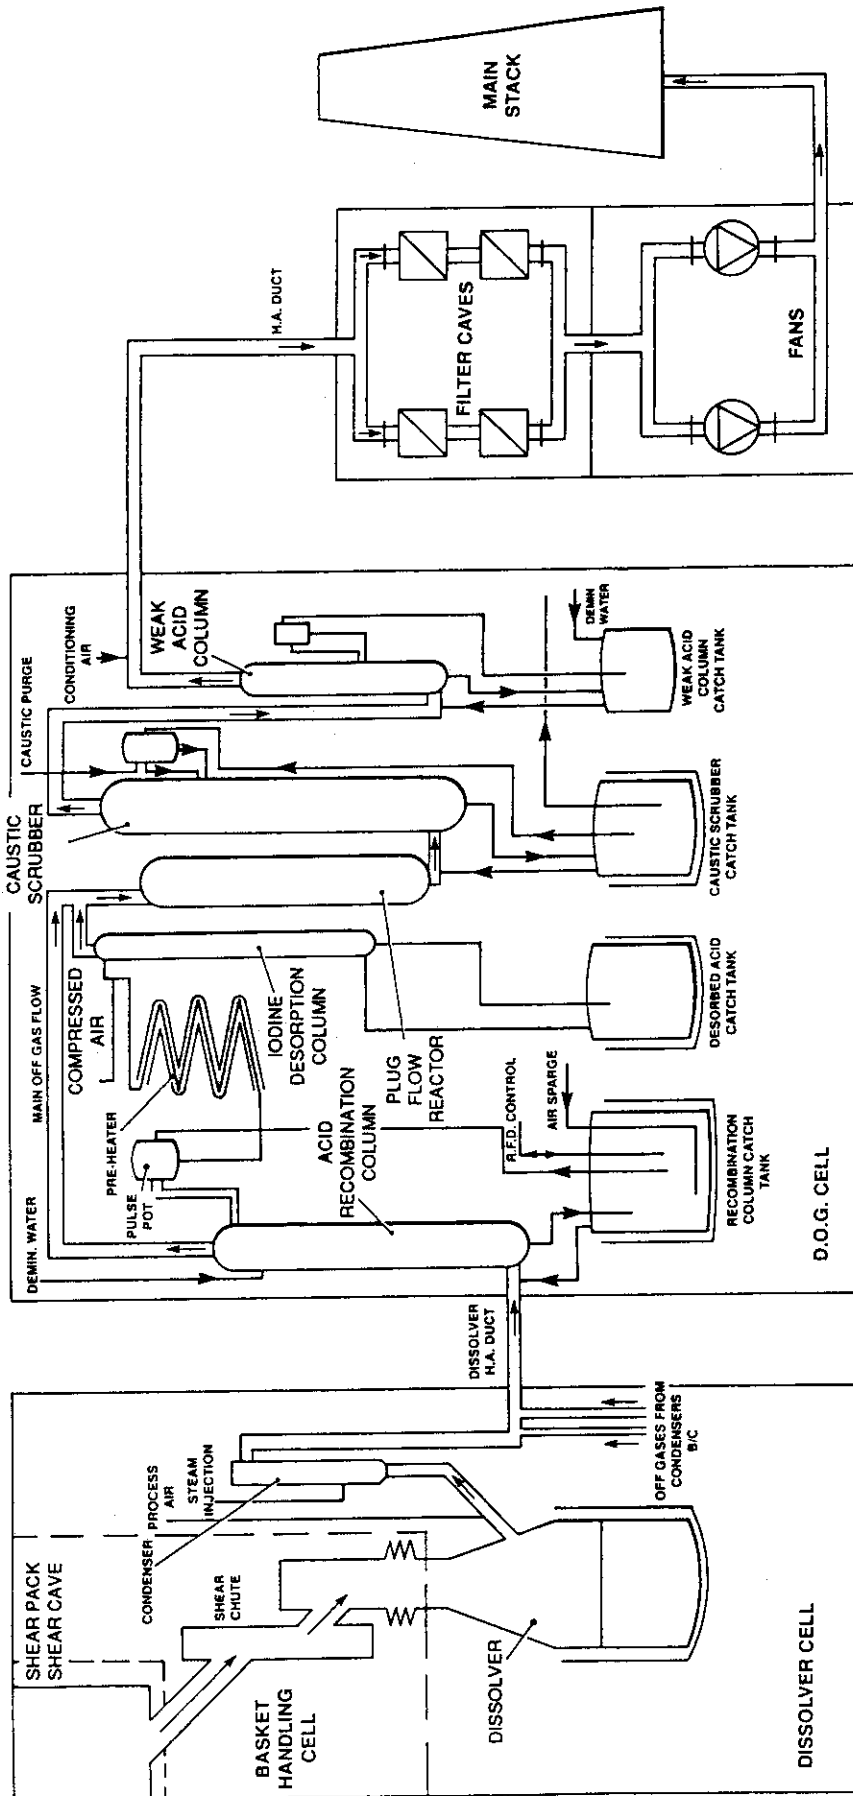 SHEAR PACK
SHEAR CAVE
BASKET
HANDLING
CELL
SHEAR
CHUTE
CONDENSER
PROCESS
AIR
STEAM
INJECTION
DISSOLVER
DISSOLVER CELL
OFF GASES FROM
CONDENSERS
B/C
DISSOLVER
H.A. DUCT
DEMIN. WATER
MAIN OFF GAS FLOW
PULSE
POT
PRE-HEATER
COMPRESSED
AIR
ACID
RECOMBINATION
COLUMN
IODINE
DESORPTION
COLUMN
PLUG
FLOW
REACTOR
R.F.D. CONTROL
AIR SPARGE
RECOMBINATION
COLUMN CATCH
TANK
D.O.G. CELL
DESORBED ACID
CATCH TANK
CAUSTIC
SCRUBBER
CAUSTIC PURGE
CAUSTIC SCRUBBER
CATCH TANK
CONDITIONING
AIR
WEAK
ACID
COLUMN
DEMIN
WATER
WEAK ACID
COLUMN
CATCH TANK
H.A. DUCT
FILTER CAVES
FANS
MAIN
STACK